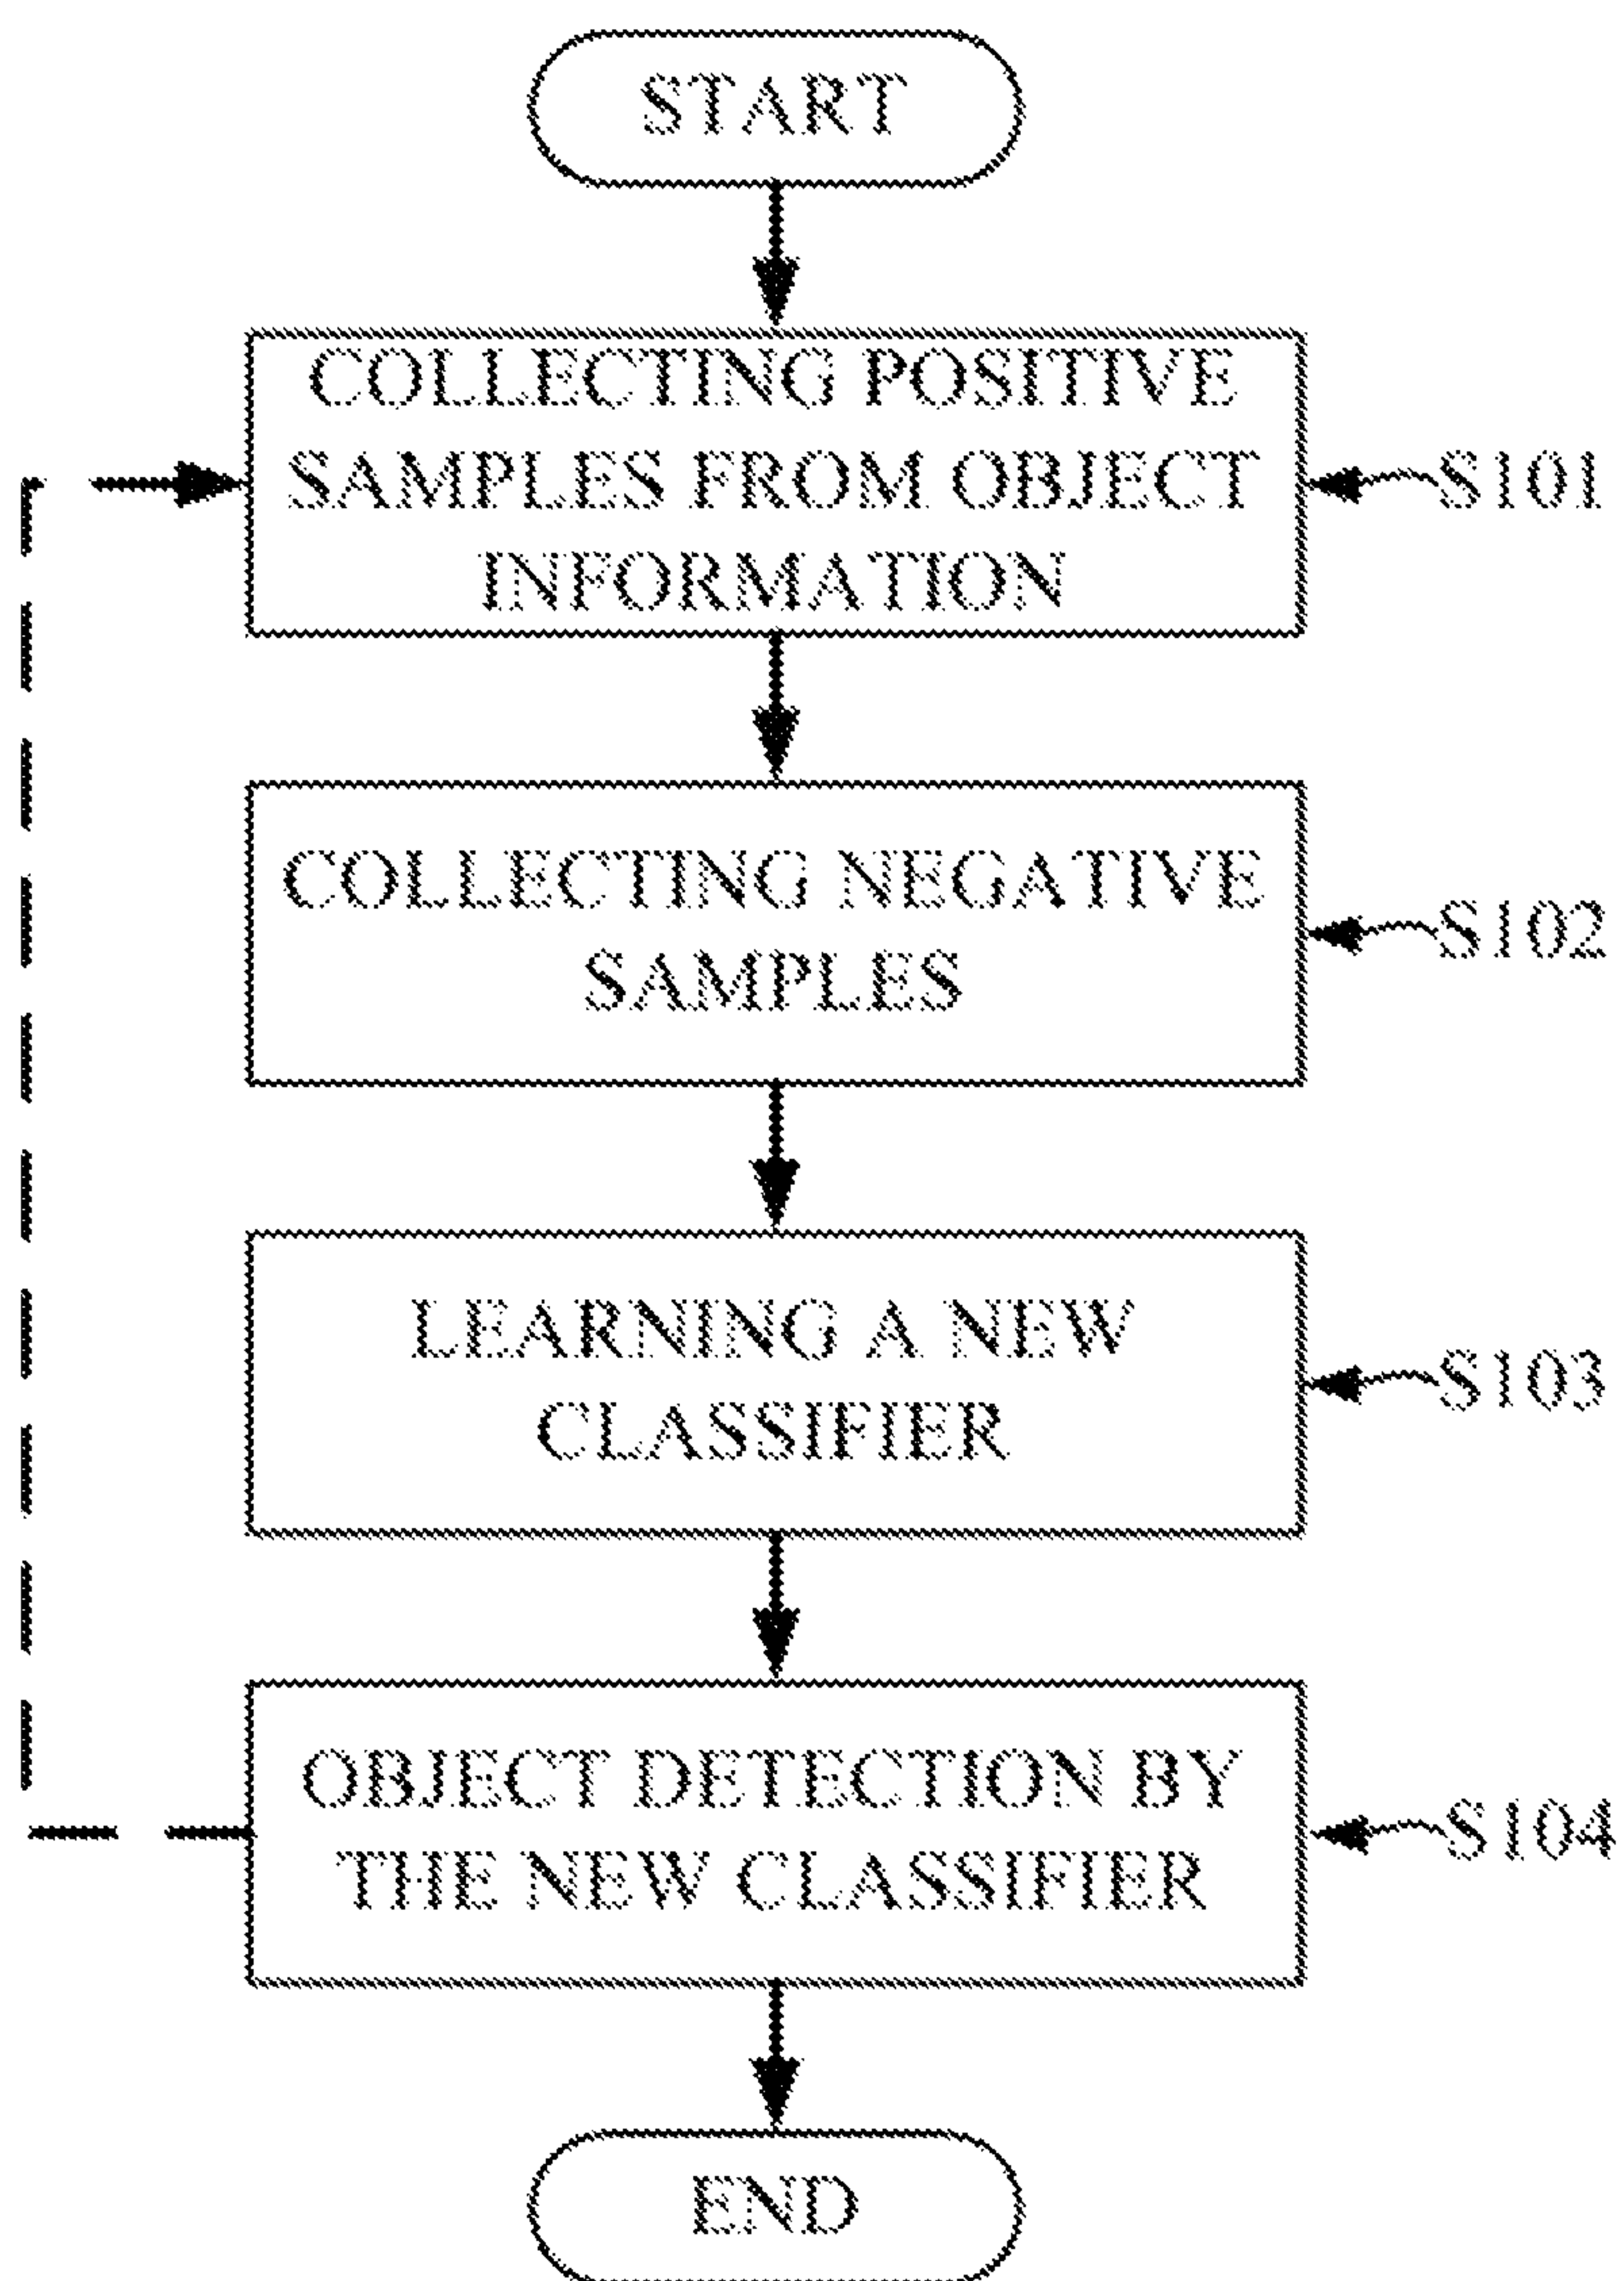 START
COLLECTING POSITIVE
SAMPLES FROM OBJECT
INFORMATION
S101
COLLECTING NEGATIVE
SAMPLES
S102
LEARNING A NEW
CLASSIFIER
S103
OBJECT DETECTION BY
THE NEW CLASSIFIER
S104
END